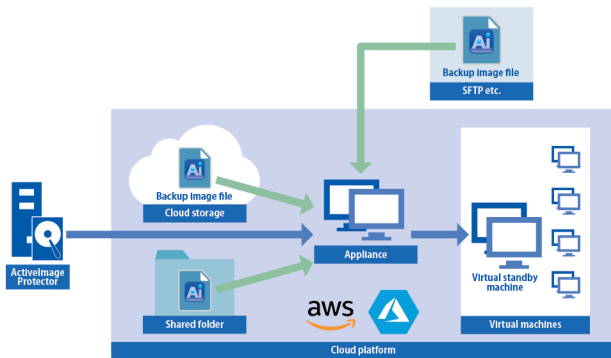 Ai
Backup image file
SFTP etc.
Ai
Backup image file
Cloud storage
ActiveImage
Protector
Appliance
Virtual standby
machine
Ai
Shared folder
aws
Virtual machines
Cloud platform